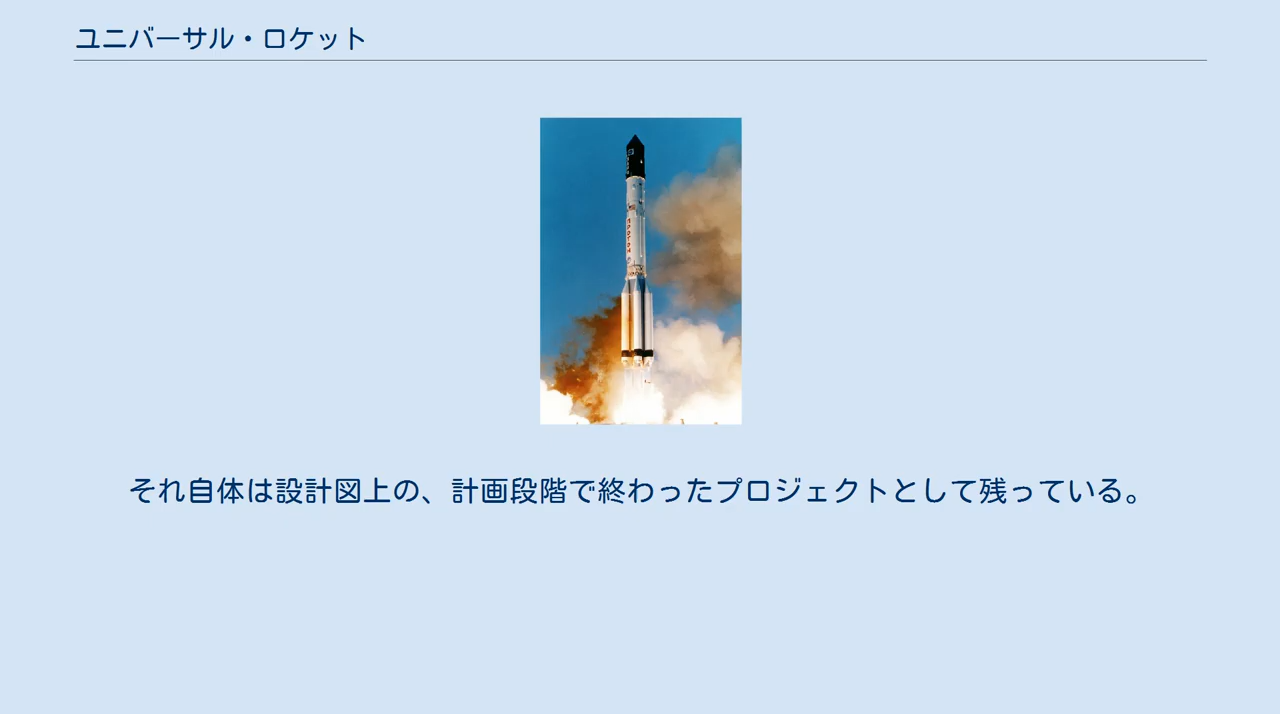 ユニバーサル・ロケット
それ自体は設計図上の、計画段階で終わったプロジェクトとして残っている。